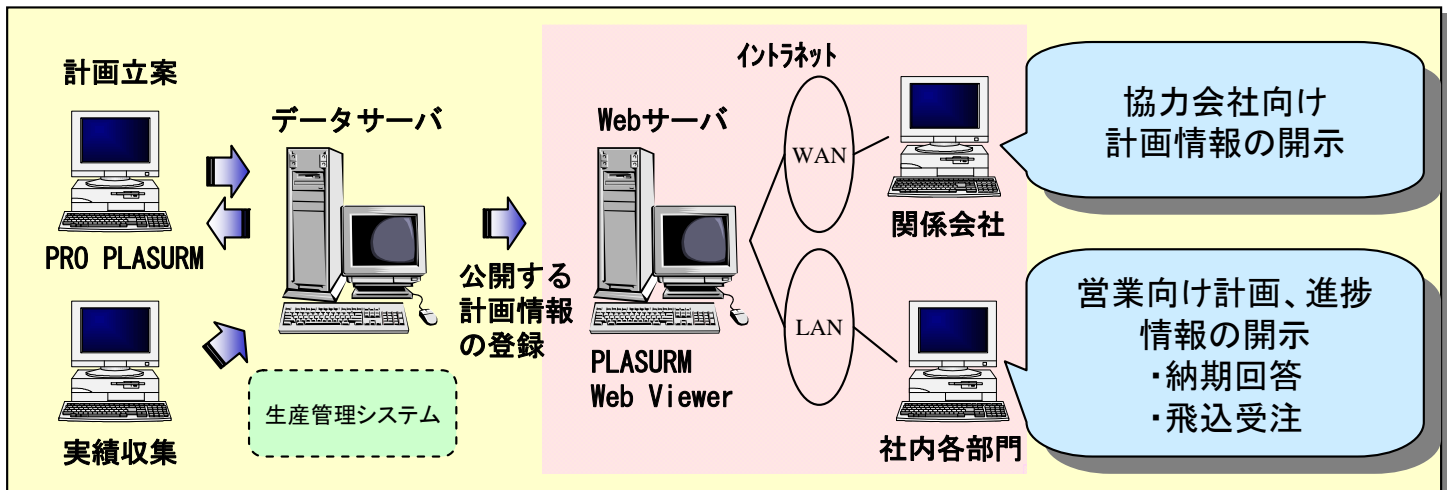 計画立案
PRO PLASURM
実績収集
データサーバ
生産管理システム
公開する
計画情報
の登録
イントラネット
Webサーバ
PLASURM
Web Viewer
WAN
LAN
関係会社
社内各部門
協力会社向け
計画情報の開示
営業向け計画、進捗
情報の開示
・納期回答
・飛込受注